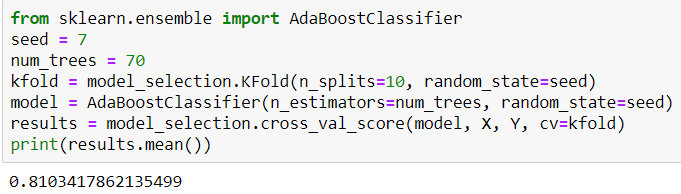 from sklearn.ensemble import AdaBoostClassifier
seed = 7
num_trees = 70
kfold = model_selection.KFold(n_splits=10, random_state=seed)
model = AdaBoostClassifier(n_estimators=num_trees, random_state=seed)
results = model_selection.cross_val_score(model, X, Y, cv=kfold)
print(results.mean())
0.8103417862135499